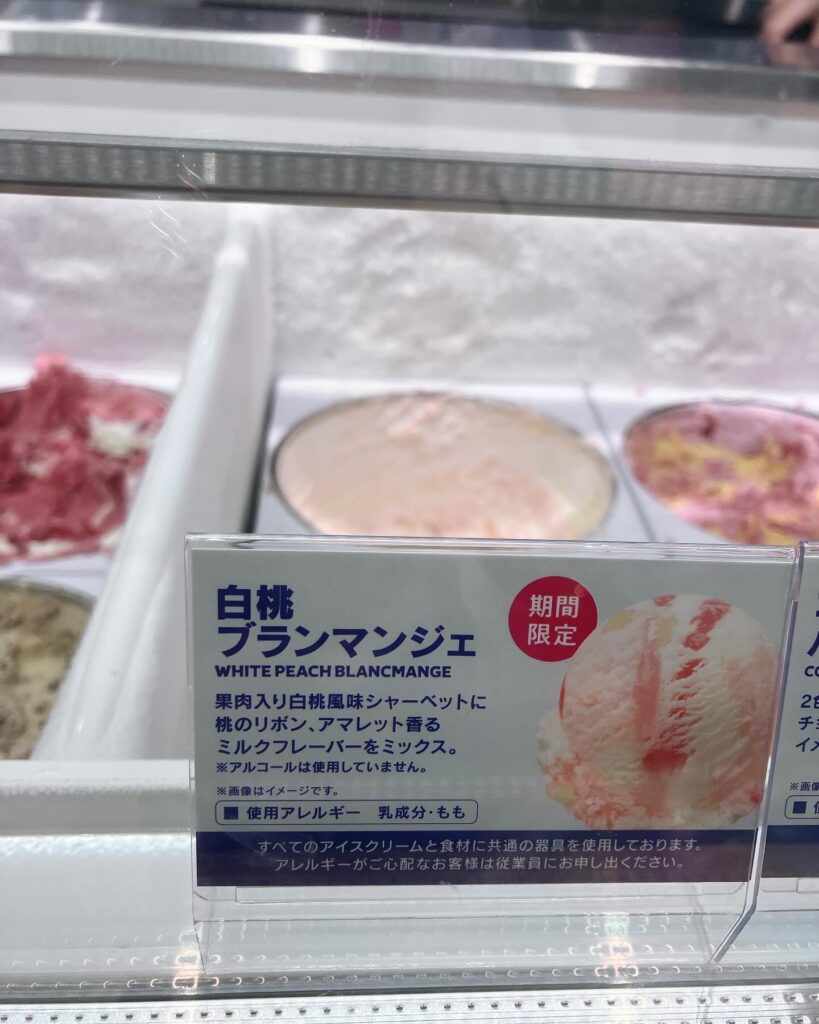 白桃
ブランマンジェ
WHITE PEACH BLANCMANGE
期間
限定
果肉入り白桃風味シャーベットに
桃のリボン、アマレット香る
ミルクフレーバーをミックス。
※アルコールは使用していません。
※画像はイメージです。
■ 使用アレルギー 乳成分・もも
すべてのアイスクリームと食材に共通の器具を使用しております。
アレルギーがご心配なお客様は従業員にお申し出ください。